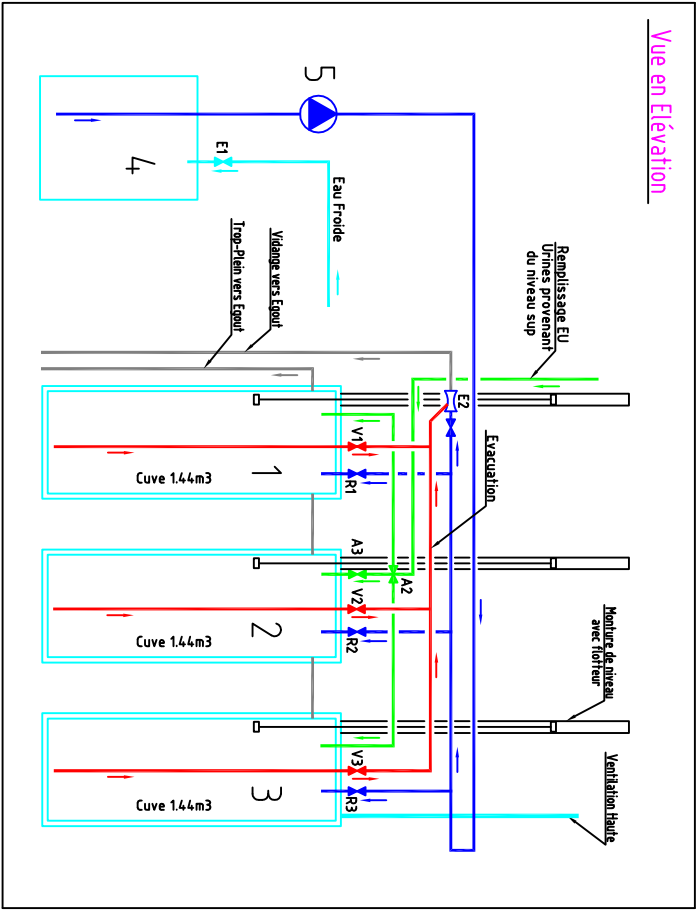 Vue en Elévation
5
4
E1
Eau Froide
Trop-Plein vers Egout
Vidange vers Egout
Remplissage EU
Urines provenant
du niveau sup
E2
Evacuation
V1
R1
1
Cuve 1.44m3
A3
A2
V2
R2
2
Cuve 1.44m3
Monture de niveau
avec flotteur
Ventilation Haute
V3
R3
3
Cuve 1.44m3